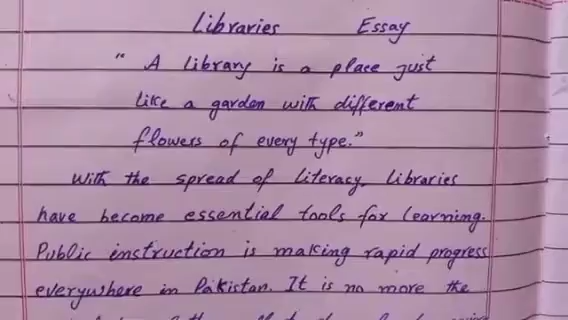 Libraries Essay
" A library is a place just
like a garden with different
flowers of every type."
With the spread of literacy, libraries
have become essential tools for learning.
Public instruction is making rapid progress
everywhere in Pakistan. It is no more the